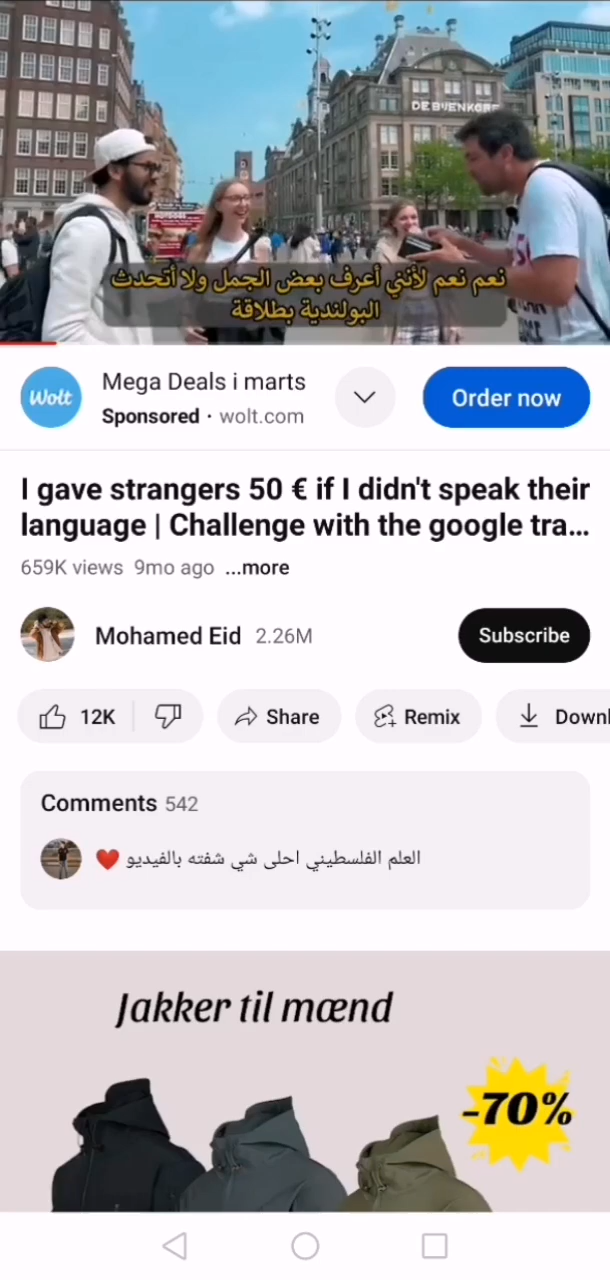 DE BIJENKORF
نعم نعم لأنني أعرف بعض الجمل ولا أتحدث
البولندية بطلاقة
Wolt
Mega Deals i marts
Sponsored · wolt.com
Order now
I gave strangers 50 € if I didn't speak their
language | Challenge with the google tra...
659K views 9mo ago ...more
Mohamed Eid 2.26M
Subscribe
12K
Share
Remix
Downl
Comments 542
العلم الفلسطيني احلى شي شفته بالفيديو ❤️
Jakker til mænd
-70%